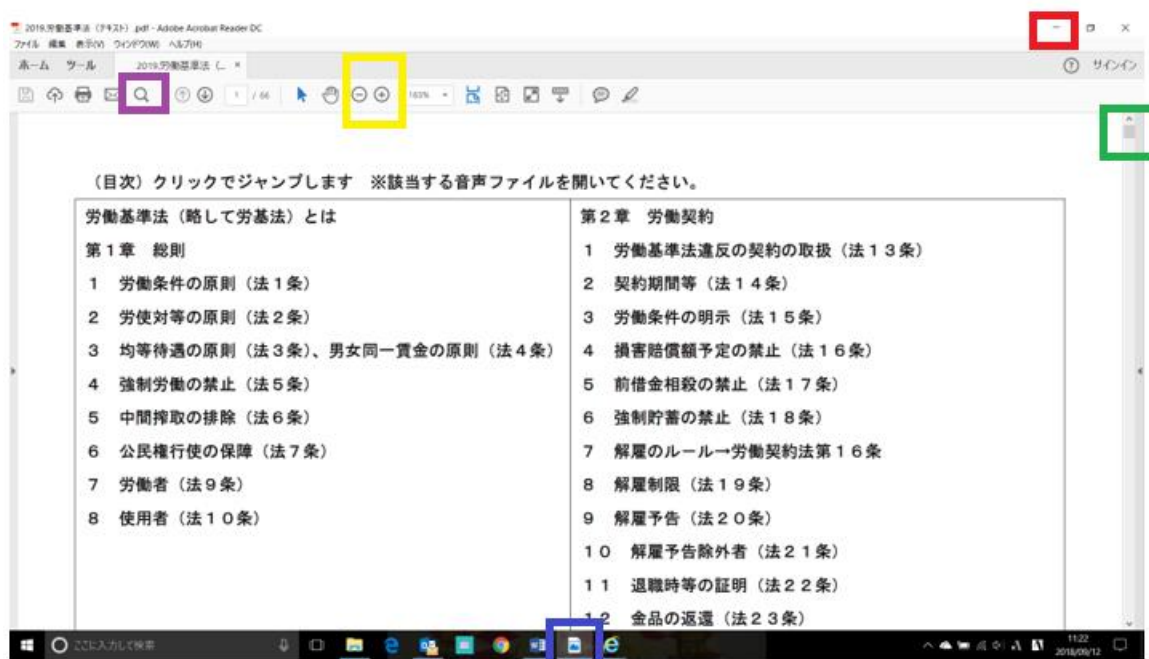 2019.労働基準法（テキスト）.pdf - Adobe Acrobat Reader DC
ファイル 編集 表示(V) ウィンドウ(W) ヘルプ(H)
ホーム ツール 2019.労働基準法（... × サインイン
1 / 66 163%
（目次）クリックでジャンプします ※該当する音声ファイルを開いてください。
労働基準法（略して労基法）とは
第１章 総則
１ 労働条件の原則（法１条）
２ 労使対等の原則（法２条）
３ 均等待遇の原則（法３条）、男女同一賃金の原則（法４条）
４ 強制労働の禁止（法５条）
５ 中間搾取の排除（法６条）
６ 公民権行使の保障（法７条）
７ 労働者（法９条）
８ 使用者（法１０条）
第２章 労働契約
１ 労働基準法違反の契約の取扱（法１３条）
２ 契約期間等（法１４条）
３ 労働条件の明示（法１５条）
４ 損害賠償額予定の禁止（法１６条）
５ 前借金相殺の禁止（法１７条）
６ 強制貯蓄の禁止（法１８条）
７ 解雇のルール→労働契約法第１６条
８ 解雇制限（法１９条）
９ 解雇予告（法２０条）
１０ 解雇予告除外者（法２１条）
１１ 退職時等の証明（法２２条）
１２ 金品の返還（法２３条）
ここに入力して検索
11:22
2018/09/12